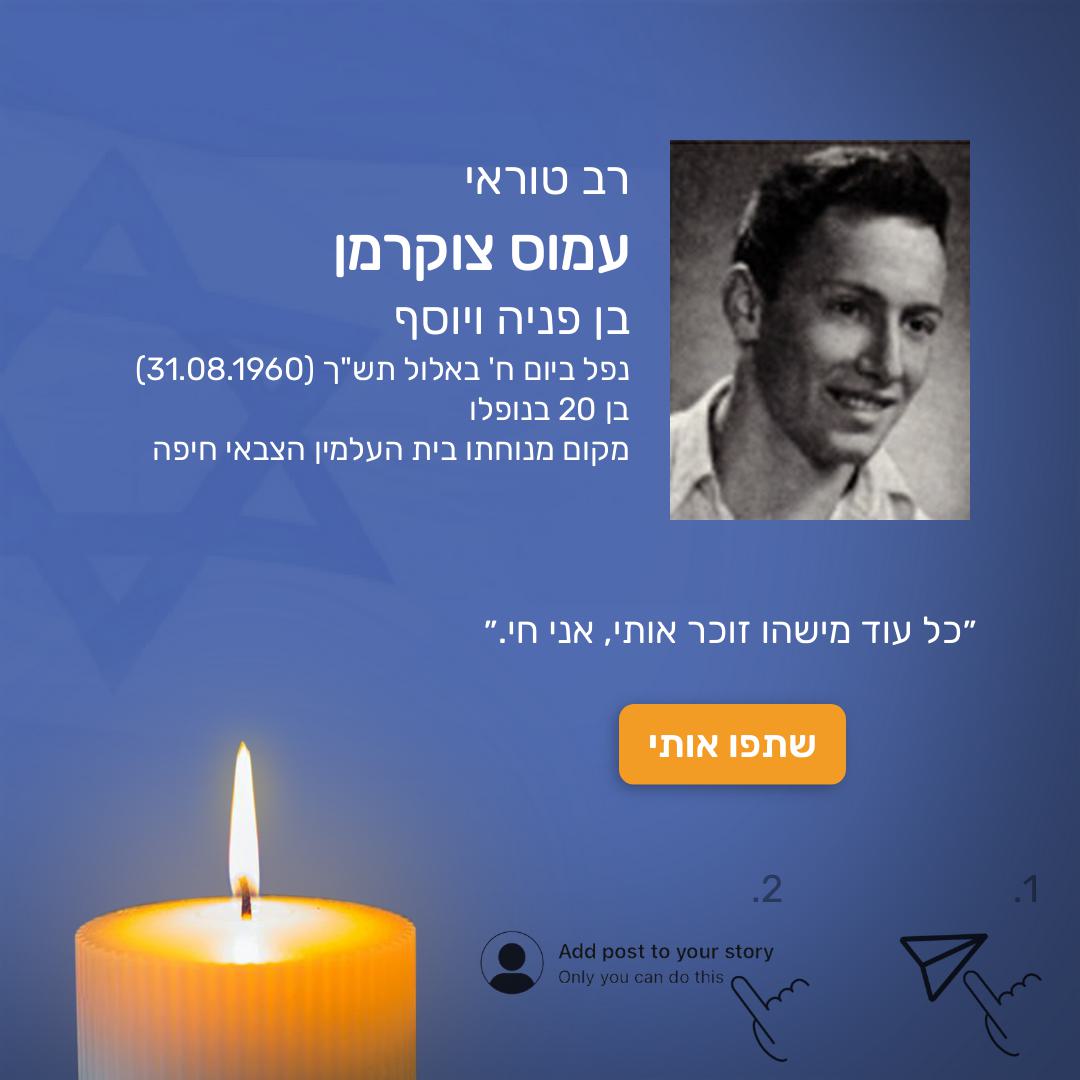 רב טוראי
עמוס צוקרמן
בן פניה ויוסף
נפל ביום ח' באלול תש"ך (31.08.1960)
בן 20 בנופלו
מקום מנוחתו בית העלמין הצבאי חיפה
״כל עוד מישהו זוכר אותי, אני חי.״
שתפו אותי
.1
.2
Add post to your story
Only you can do this